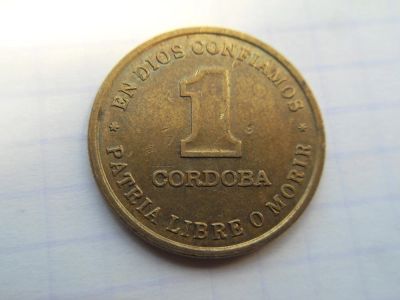 EN DIOS CONFIAMOS
1
CORDOBA
PATRIA LIBRE O MORIR